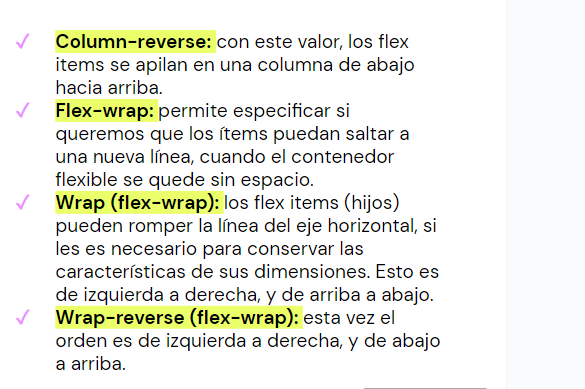 Column-reverse: con este valor, los flex
items se apilan en una columna de abajo
hacia arriba.
Flex-wrap: permite especificar si
queremos que los ítems puedan saltar a
una nueva línea, cuando el contenedor
flexible se quede sin espacio.
Wrap (flex-wrap): los flex items (hijos)
pueden romper la línea del eje horizontal, si
les es necesario para conservar las
características de sus dimensiones. Esto es
de izquierda a derecha, y de arriba a abajo.
Wrap-reverse (flex-wrap): esta vez el
orden es de izquierda a derecha, y de abajo
a arriba.